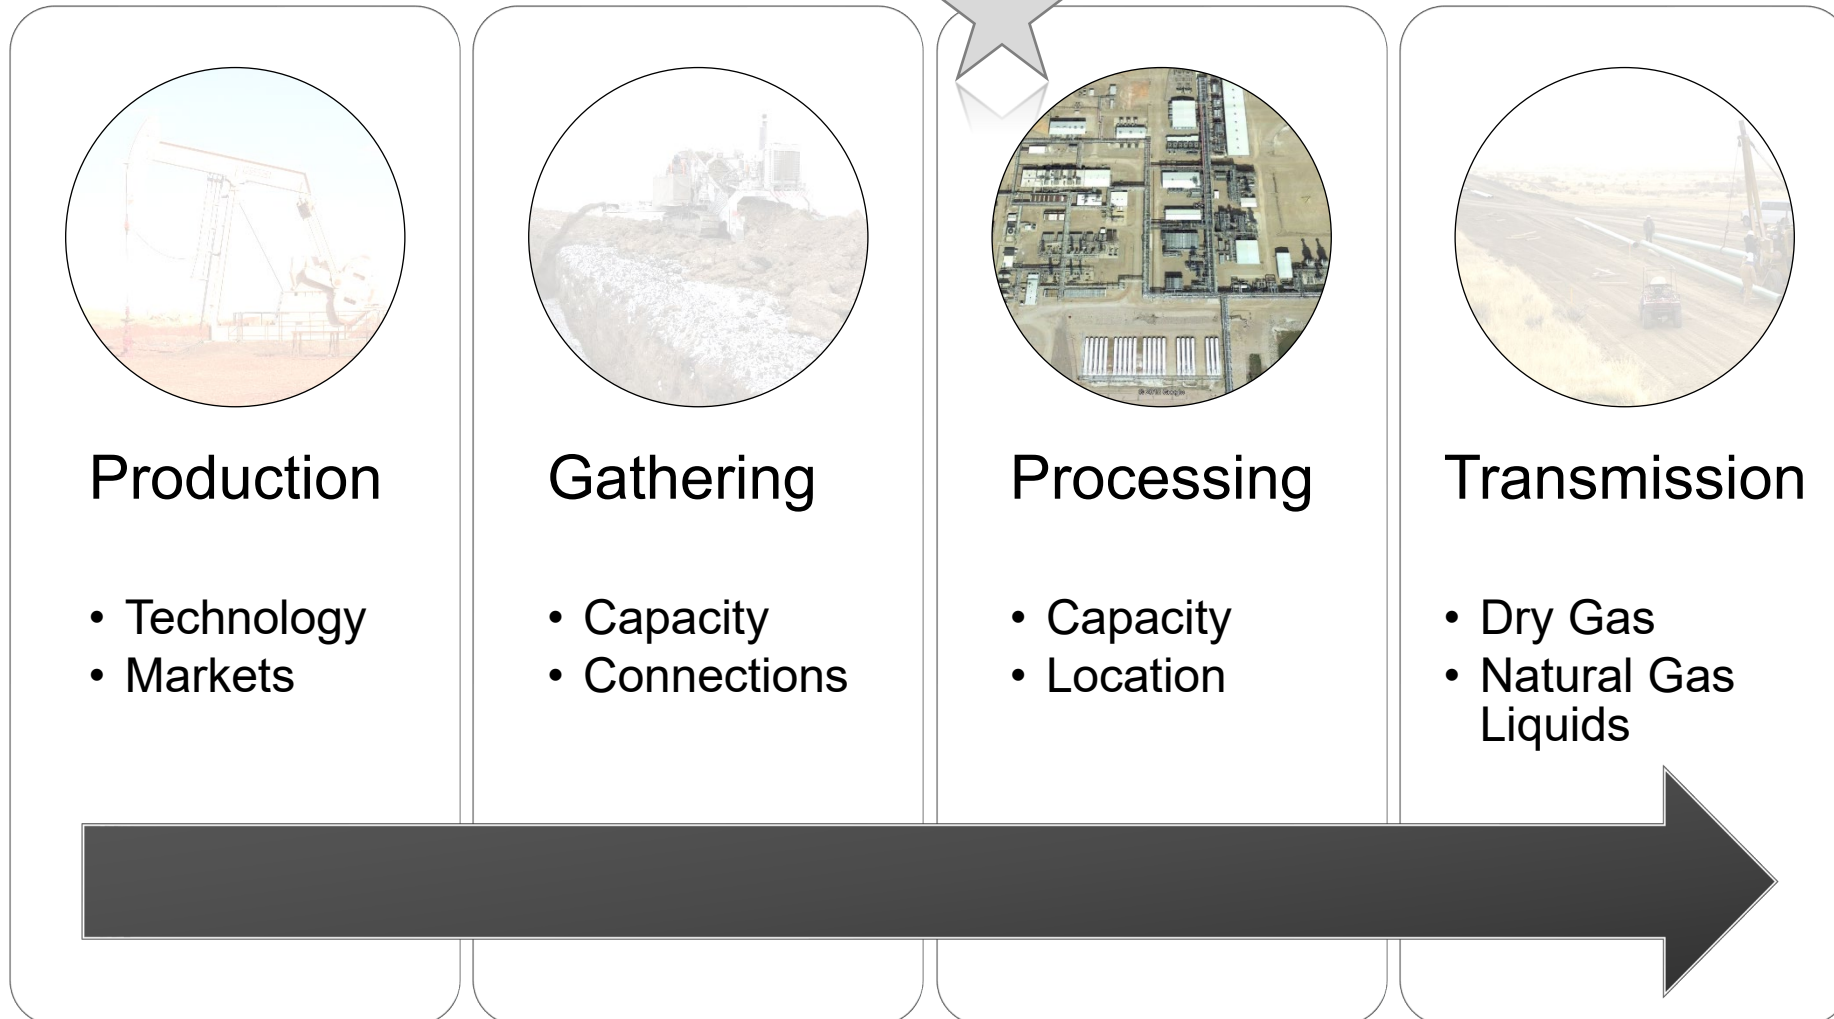 Production
• Technology
• Markets
Gathering
• Capacity
• Connections
Processing
• Capacity
• Location
Transmission
• Dry Gas
• Natural Gas
Liquids